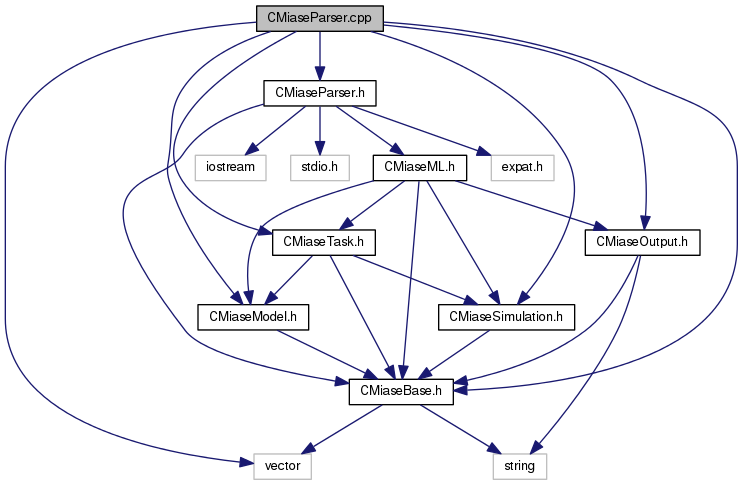 CMiaseParser.cpp
CMiaseParser.h
iostream
stdio.h
CMiaseML.h
expat.h
CMiaseTask.h
CMiaseOutput.h
CMiaseModel.h
CMiaseSimulation.h
CMiaseBase.h
vector
string